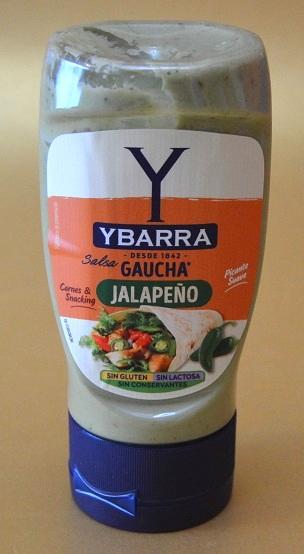 Y
YBARRA
- DESDE 1842 -
Salsa
GAUCHA*
JALAPEÑO
Carnes &
Snacking
Picante
Suave
SIN GLUTEN SIN LACTOSA
SIN CONSERVANTES